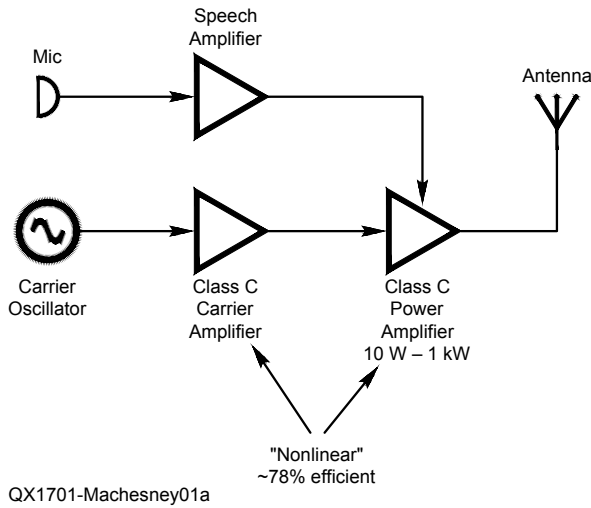 Speech
Amplifier
Mic
Antenna
Carrier
Oscillator
Class C
Carrier
Amplifier
Class C
Power
Amplifier
10 W – 1 kW
"Nonlinear"
~78% efficient
QX1701-Machesney01a